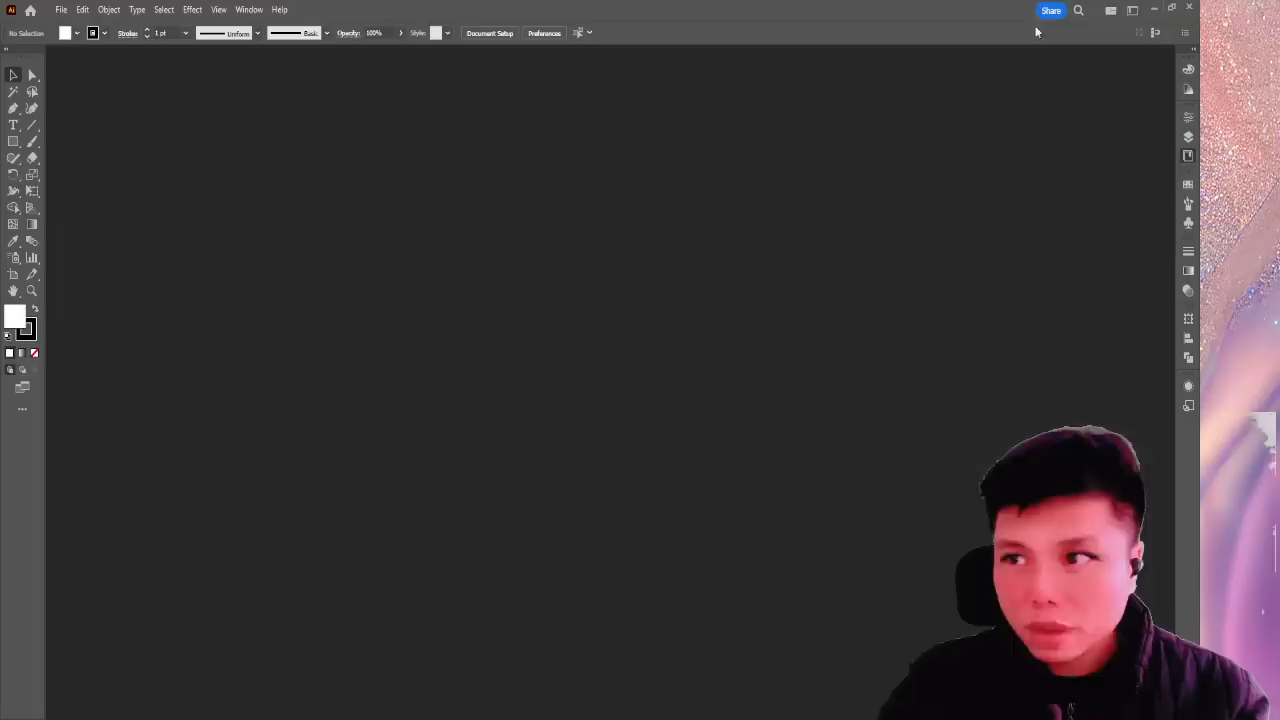 Ai File Edit Object Type Select Effect View Window Help Share
No Selection Stroke: 1 pt Uniform Basic Opacity: 100% Style: Document Setup Preferences
T